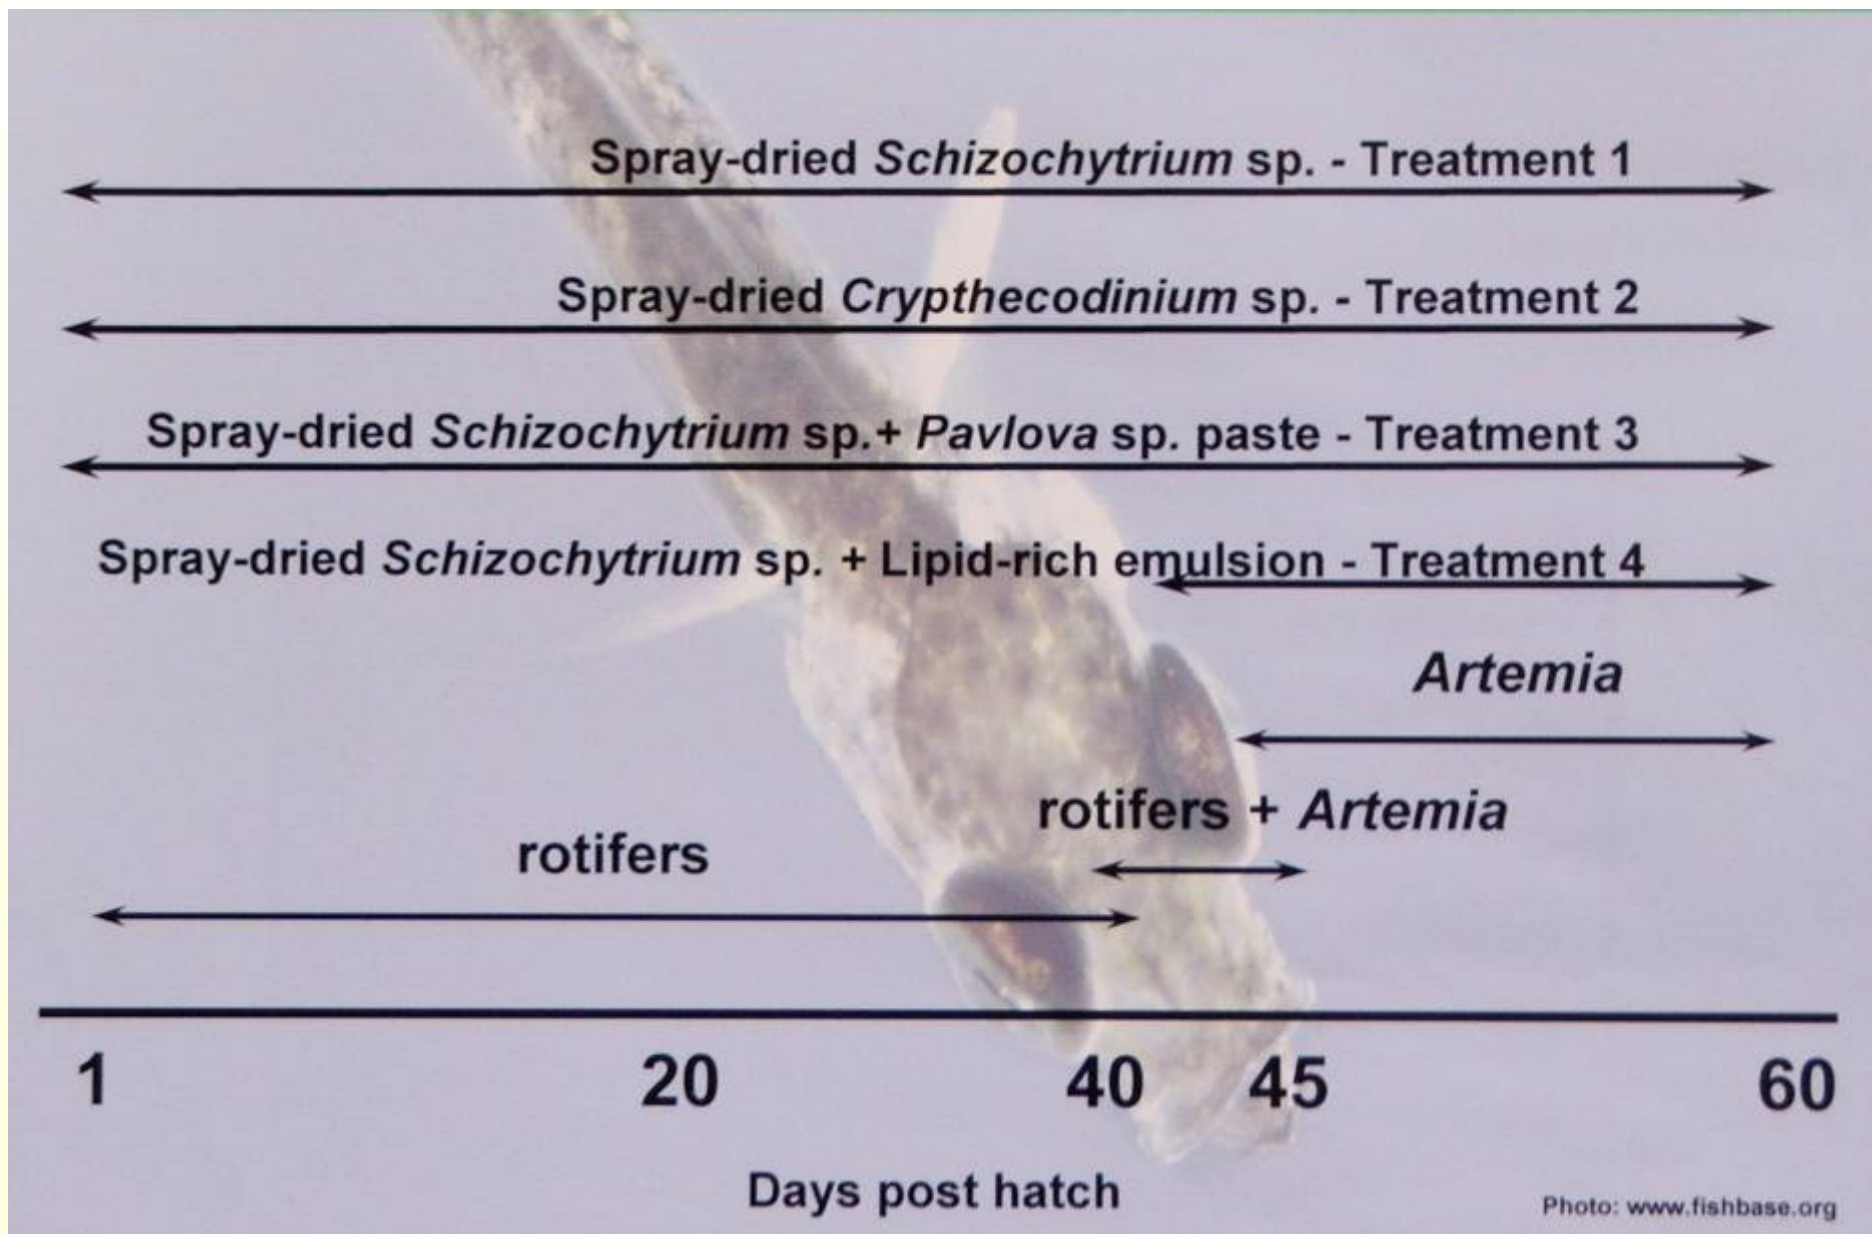 Spray-dried Schizochytrium sp. - Treatment 1
Spray-dried Crypthecodinium sp. - Treatment 2
Spray-dried Schizochytrium sp.+ Pavlova sp. paste - Treatment 3
Spray-dried Schizochytrium sp. + Lipid-rich emulsion - Treatment 4
Artemia
rotifers + Artemia
rotifers
1 20 40 45 60
Days post hatch
Photo: www.fishbase.org